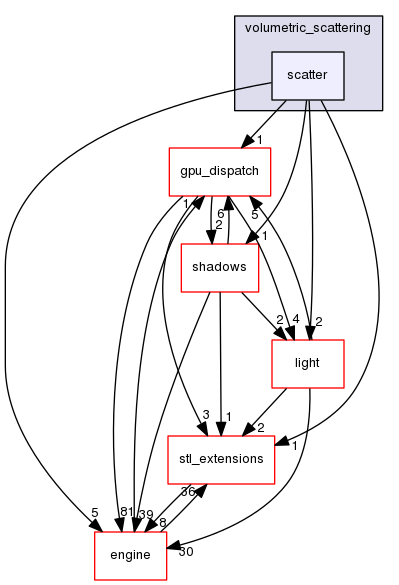 volumetric_scattering
scatter
1
gpu_dispatch
1
6
5
2
1
shadows
2
4
2
light
3
1
2
1
stl_extensions
36
5
81
39
8
30
engine